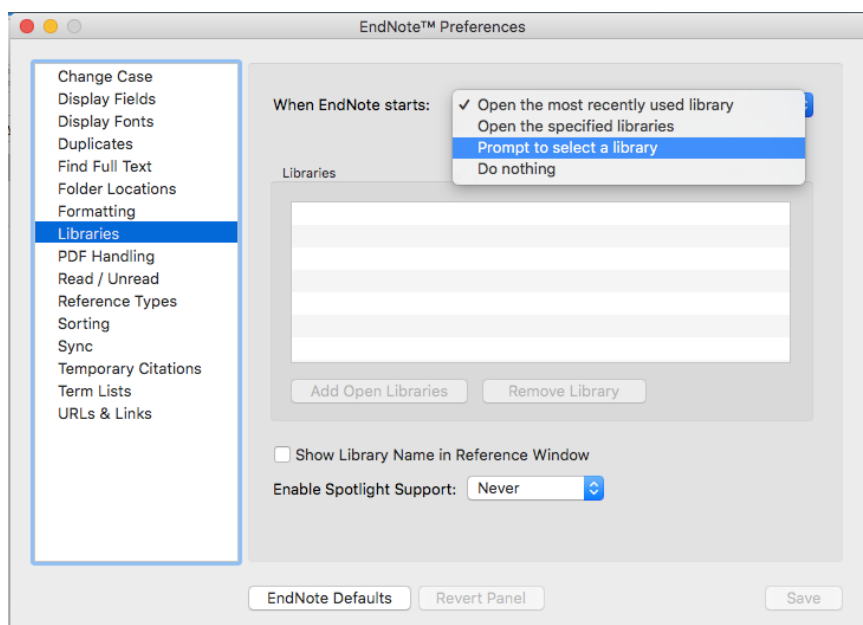 EndNote™ Preferences
Change Case
Display Fields
Display Fonts
Duplicates
Find Full Text
Folder Locations
Formatting
Libraries
PDF Handling
Read / Unread
Reference Types
Sorting
Sync
Temporary Citations
Term Lists
URLs & Links
When EndNote starts:
✓ Open the most recently used library
Open the specified libraries
Prompt to select a library
Do nothing
Libraries
Add Open Libraries
Remove Library
Show Library Name in Reference Window
Enable Spotlight Support: Never
EndNote Defaults
Revert Panel
Save